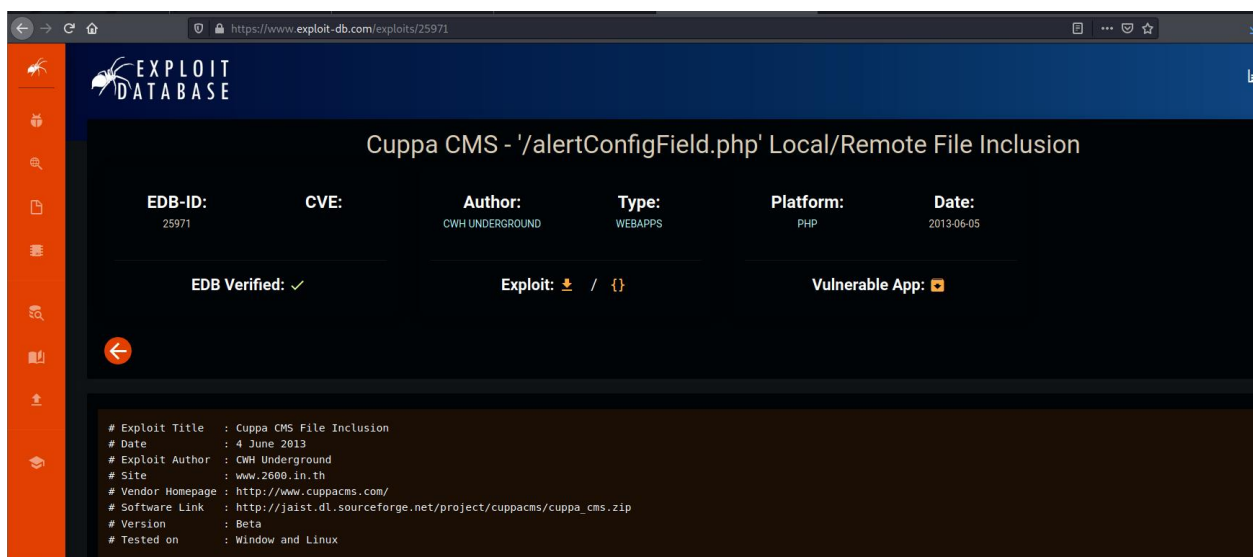 https://www.exploit-db.com/exploits/25971
EXPLOIT
DATABASE
Cuppa CMS - '/alertConfigField.php' Local/Remote File Inclusion
EDB-ID:
25971
CVE:
Author:
CWH UNDERGROUND
Type:
WEBAPPS
Platform:
PHP
Date:
2013-06-05
EDB Verified: ✓
Exploit: / {}
Vulnerable App:
# Exploit Title : Cuppa CMS File Inclusion
# Date : 4 June 2013
# Exploit Author : CWH Underground
# Site : www.2600.in.th
# Vendor Homepage : http://www.cuppacms.com/
# Software Link : http://jaist.dl.sourceforge.net/project/cuppacms/cuppa_cms.zip
# Version : Beta
# Tested on : Window and Linux